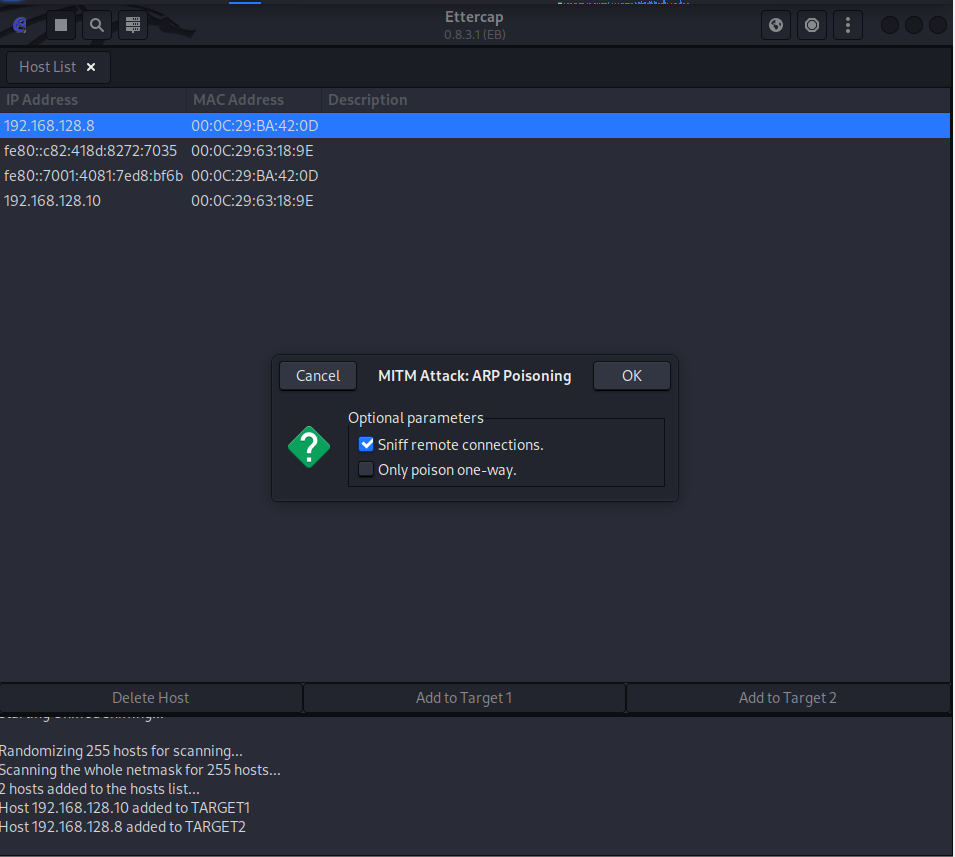 Ettercap
0.8.3.1 (EB)
Host List ×
IP Address MAC Address Description
192.168.128.8 00:0C:29:BA:42:0D
fe80::c82:418d:8272:7035 00:0C:29:63:18:9E
fe80::7001:4081:7ed8:bf6b 00:0C:29:BA:42:0D
192.168.128.10 00:0C:29:63:18:9E
Cancel MITM Attack: ARP Poisoning OK
Optional parameters
Sniff remote connections.
Only poison one-way.
Delete Host Add to Target 1 Add to Target 2
Starting Unified sniffing...
Randomizing 255 hosts for scanning...
Scanning the whole netmask for 255 hosts...
2 hosts added to the hosts list...
Host 192.168.128.10 added to TARGET1
Host 192.168.128.8 added to TARGET2